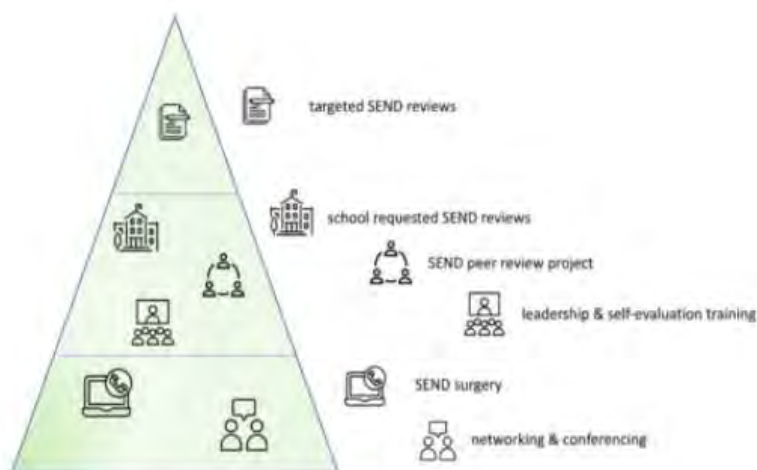 targeted SEND reviews
school requested SEND reviews
SEND peer review project
leadership & self-evaluation training
SEND surgery
networking & conferencing